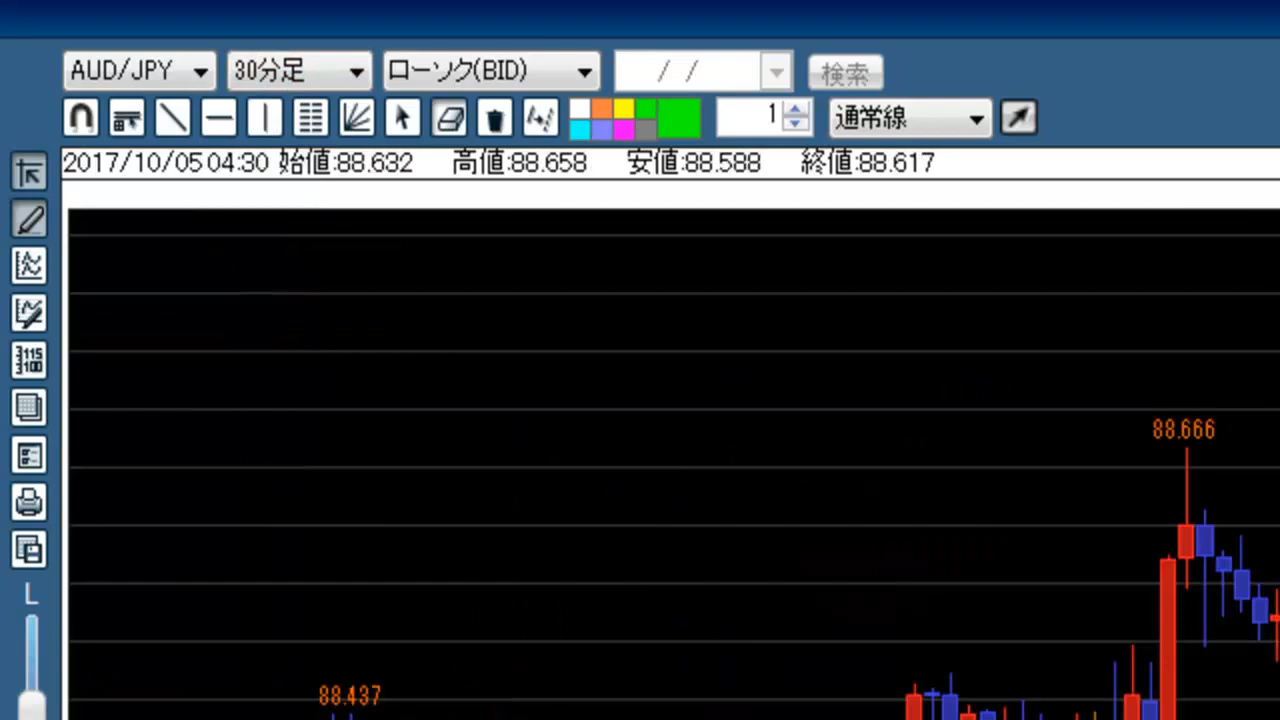 AUD/JPY 30分足 ローソク(BID) / / 検索
1 通常線
2017/10/05 04:30 始値:88.632 高値:88.658 安値:88.588 終値:88.617
115
100
88.666
L
88.437